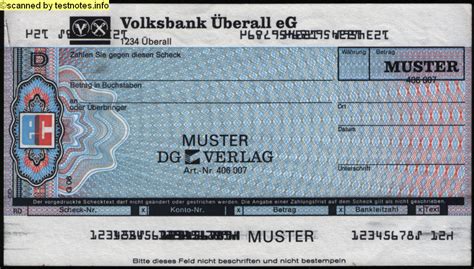 scanned by testnotes.info
Volksbank Überall eG
1234 Überall
Zahlen Sie gegen diesen Scheck
Währung
Betrag
MUSTER
406 007
Betrag in Buchstaben
an
oder Überbringer
MUSTER
DG VERLAG
Art.-Nr. 406 007
Der vorgedruckte Schecktext darf nicht geändert oder gestrichen werden. Die Angabe einer Zahlungsfrist auf dem Scheck gilt als nicht geschrieben.
RD
Scheck-Nr.
X
Konto-Nr.
X
Betrag
X
Bankleitzahl
X
Text
MUSTER
12345678
Bitte dieses Feld nicht beschriften und nicht bestempeln